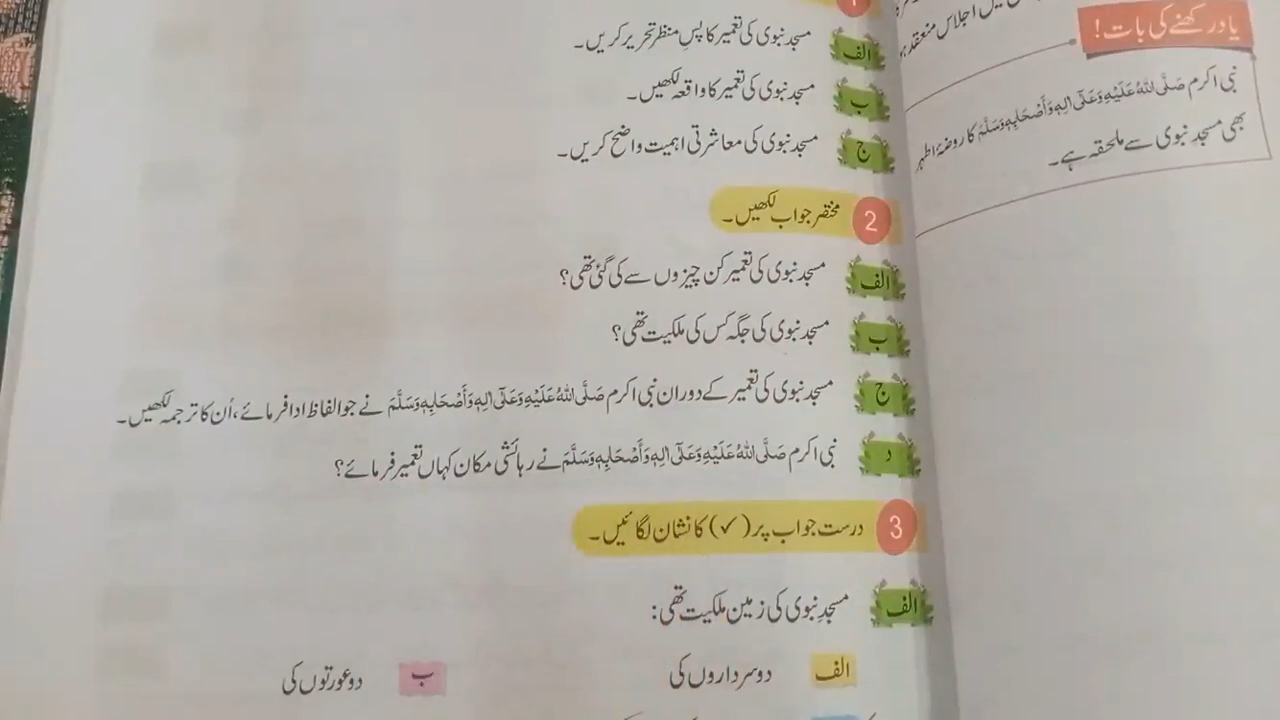 1
الف مسجد نبوی کی تعمیر کا پسِ منظر تحریر کریں۔
ب مسجد نبوی کی تعمیر کا واقعہ لکھیں۔
ج مسجد نبوی کی معاشرتی اہمیت واضح کریں۔
2 مختصر جواب لکھیں۔
الف مسجد نبوی کی تعمیر کن چیزوں سے کی گئی تھی؟
ب مسجد نبوی کی جگہ کس کی ملکیت تھی؟
ج مسجد نبوی کی تعمیر کے دوران نبی اکرم صَلَّی اللهُ عَلَیْهِ وَعَلٰٓی اٰلِهٖ وَاَصْحَابِهٖ وَسَلَّمَ نے جو الفاظ ادا فرمائے، اُن کا ترجمہ لکھیں۔
د نبی اکرم صَلَّی اللهُ عَلَیْهِ وَعَلٰٓی اٰلِهٖ وَاَصْحَابِهٖ وَسَلَّمَ نے رہائشی مکان کہاں تعمیر فرمائے؟
3 درست جواب پر (✓) کا نشان لگائیں۔
الف مسجدِ نبوی کی زمین ملکیت تھی:
الف دو سرداروں کی ب دو عورتوں کی
میں اجلاس منعقد
یاد رکھنے کی بات!
نبی اکرم صَلَّی اللهُ عَلَیْهِ وَعَلٰٓی اٰلِهٖ وَاَصْحَابِهٖ وَسَلَّمَ کا روضۂ اطہر
بھی مسجدِ نبوی سے ملحقہ ہے۔